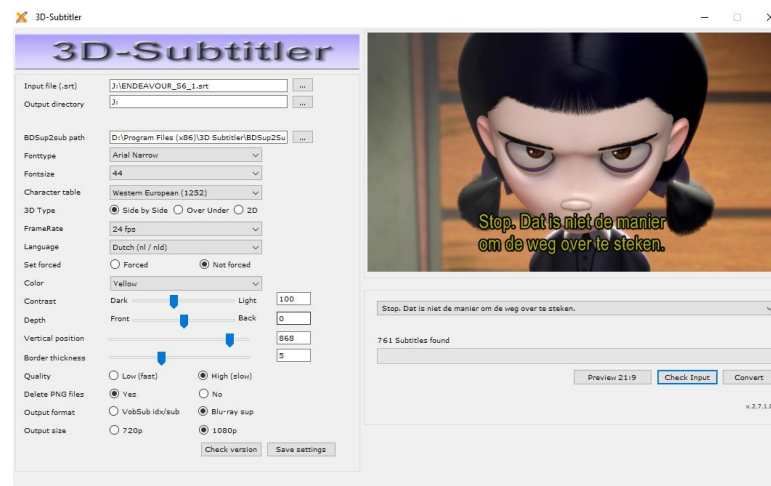 3D-Subtitler
3D-Subtitler
Input file (.srt) J:\ENDEAVOUR_S6_1.srt ...
Output directory J:
BDSup2sub path D:\Program Files (x86)\3D Subtitler\BDSup2Su ...
Fonttype Arial Narrow
Fontsize 44
Character table Western European (1252)
3D Type Side by Side Over Under 2D
FrameRate 24 fps
Language Dutch (nl / nld)
Set forced Forced Not forced
Color Yellow
Contrast Dark Light 100
Depth Front Back 0
Vertical position 868
Border thickness 5
Quality Low (fast) High (slow)
Delete PNG files Yes No
Output format VobSub idx/sub Blu-ray sup
Output size 720p 1080p
Check version Save settings
Stop. Dat is niet de manier
om de weg over te steken.
Stop. Dat is niet de manier om de weg over te steken.
761 Subtitles found
Preview 21:9 Check Input Convert
v.2.7.1.